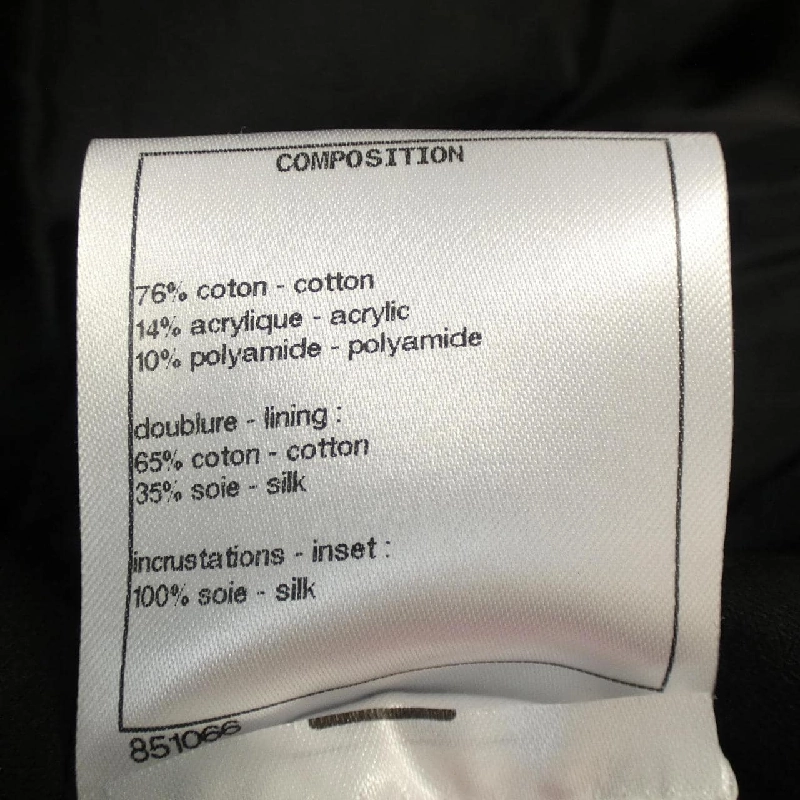 COMPOSITION
76% coton - cotton
14% acrylique - acrylic
10% polyamide - polyamide
doublure - lining :
65% coton - cotton
35% soie - silk
incrustations - inset :
100% soie - silk
851066